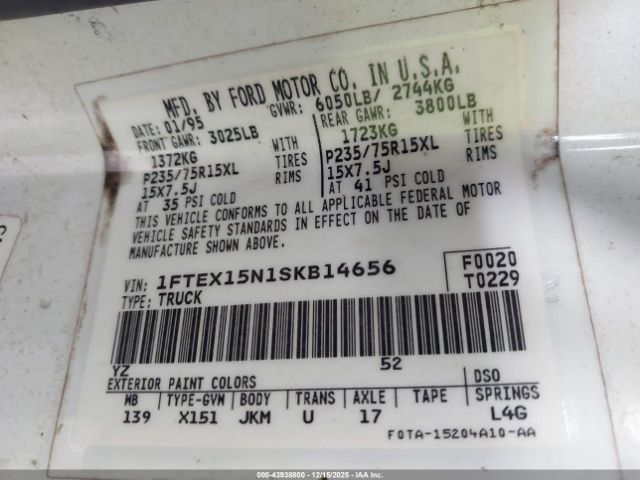 MFD. BY FORD MOTOR CO. IN U.S.A.
DATE: 01/95 GVWR: 6050LB/ 2744KG
FRONT GAWR: 3025LB REAR GAWR: 3800LB
1372KG WITH 1723KG WITH
P235/75R15XL TIRES P235/75R15XL TIRES
15X7.5J RIMS 15X7.5J RIMS
AT 35 PSI COLD AT 41 PSI COLD
THIS VEHICLE CONFORMS TO ALL APPLICABLE FEDERAL MOTOR
VEHICLE SAFETY STANDARDS IN EFFECT ON THE DATE OF
MANUFACTURE SHOWN ABOVE.
VIN: 1FTEX15N1SKB14656 F0020
TYPE: TRUCK T0229
YZ 52
EXTERIOR PAINT COLORS DSO
WB TYPE-GVM BODY TRANS AXLE TAPE SPRINGS
139 X151 JKM U 17 L4G
F0TA-15204A10-AA
000-43938800 12/15/2025 IAA Inc. Copyright